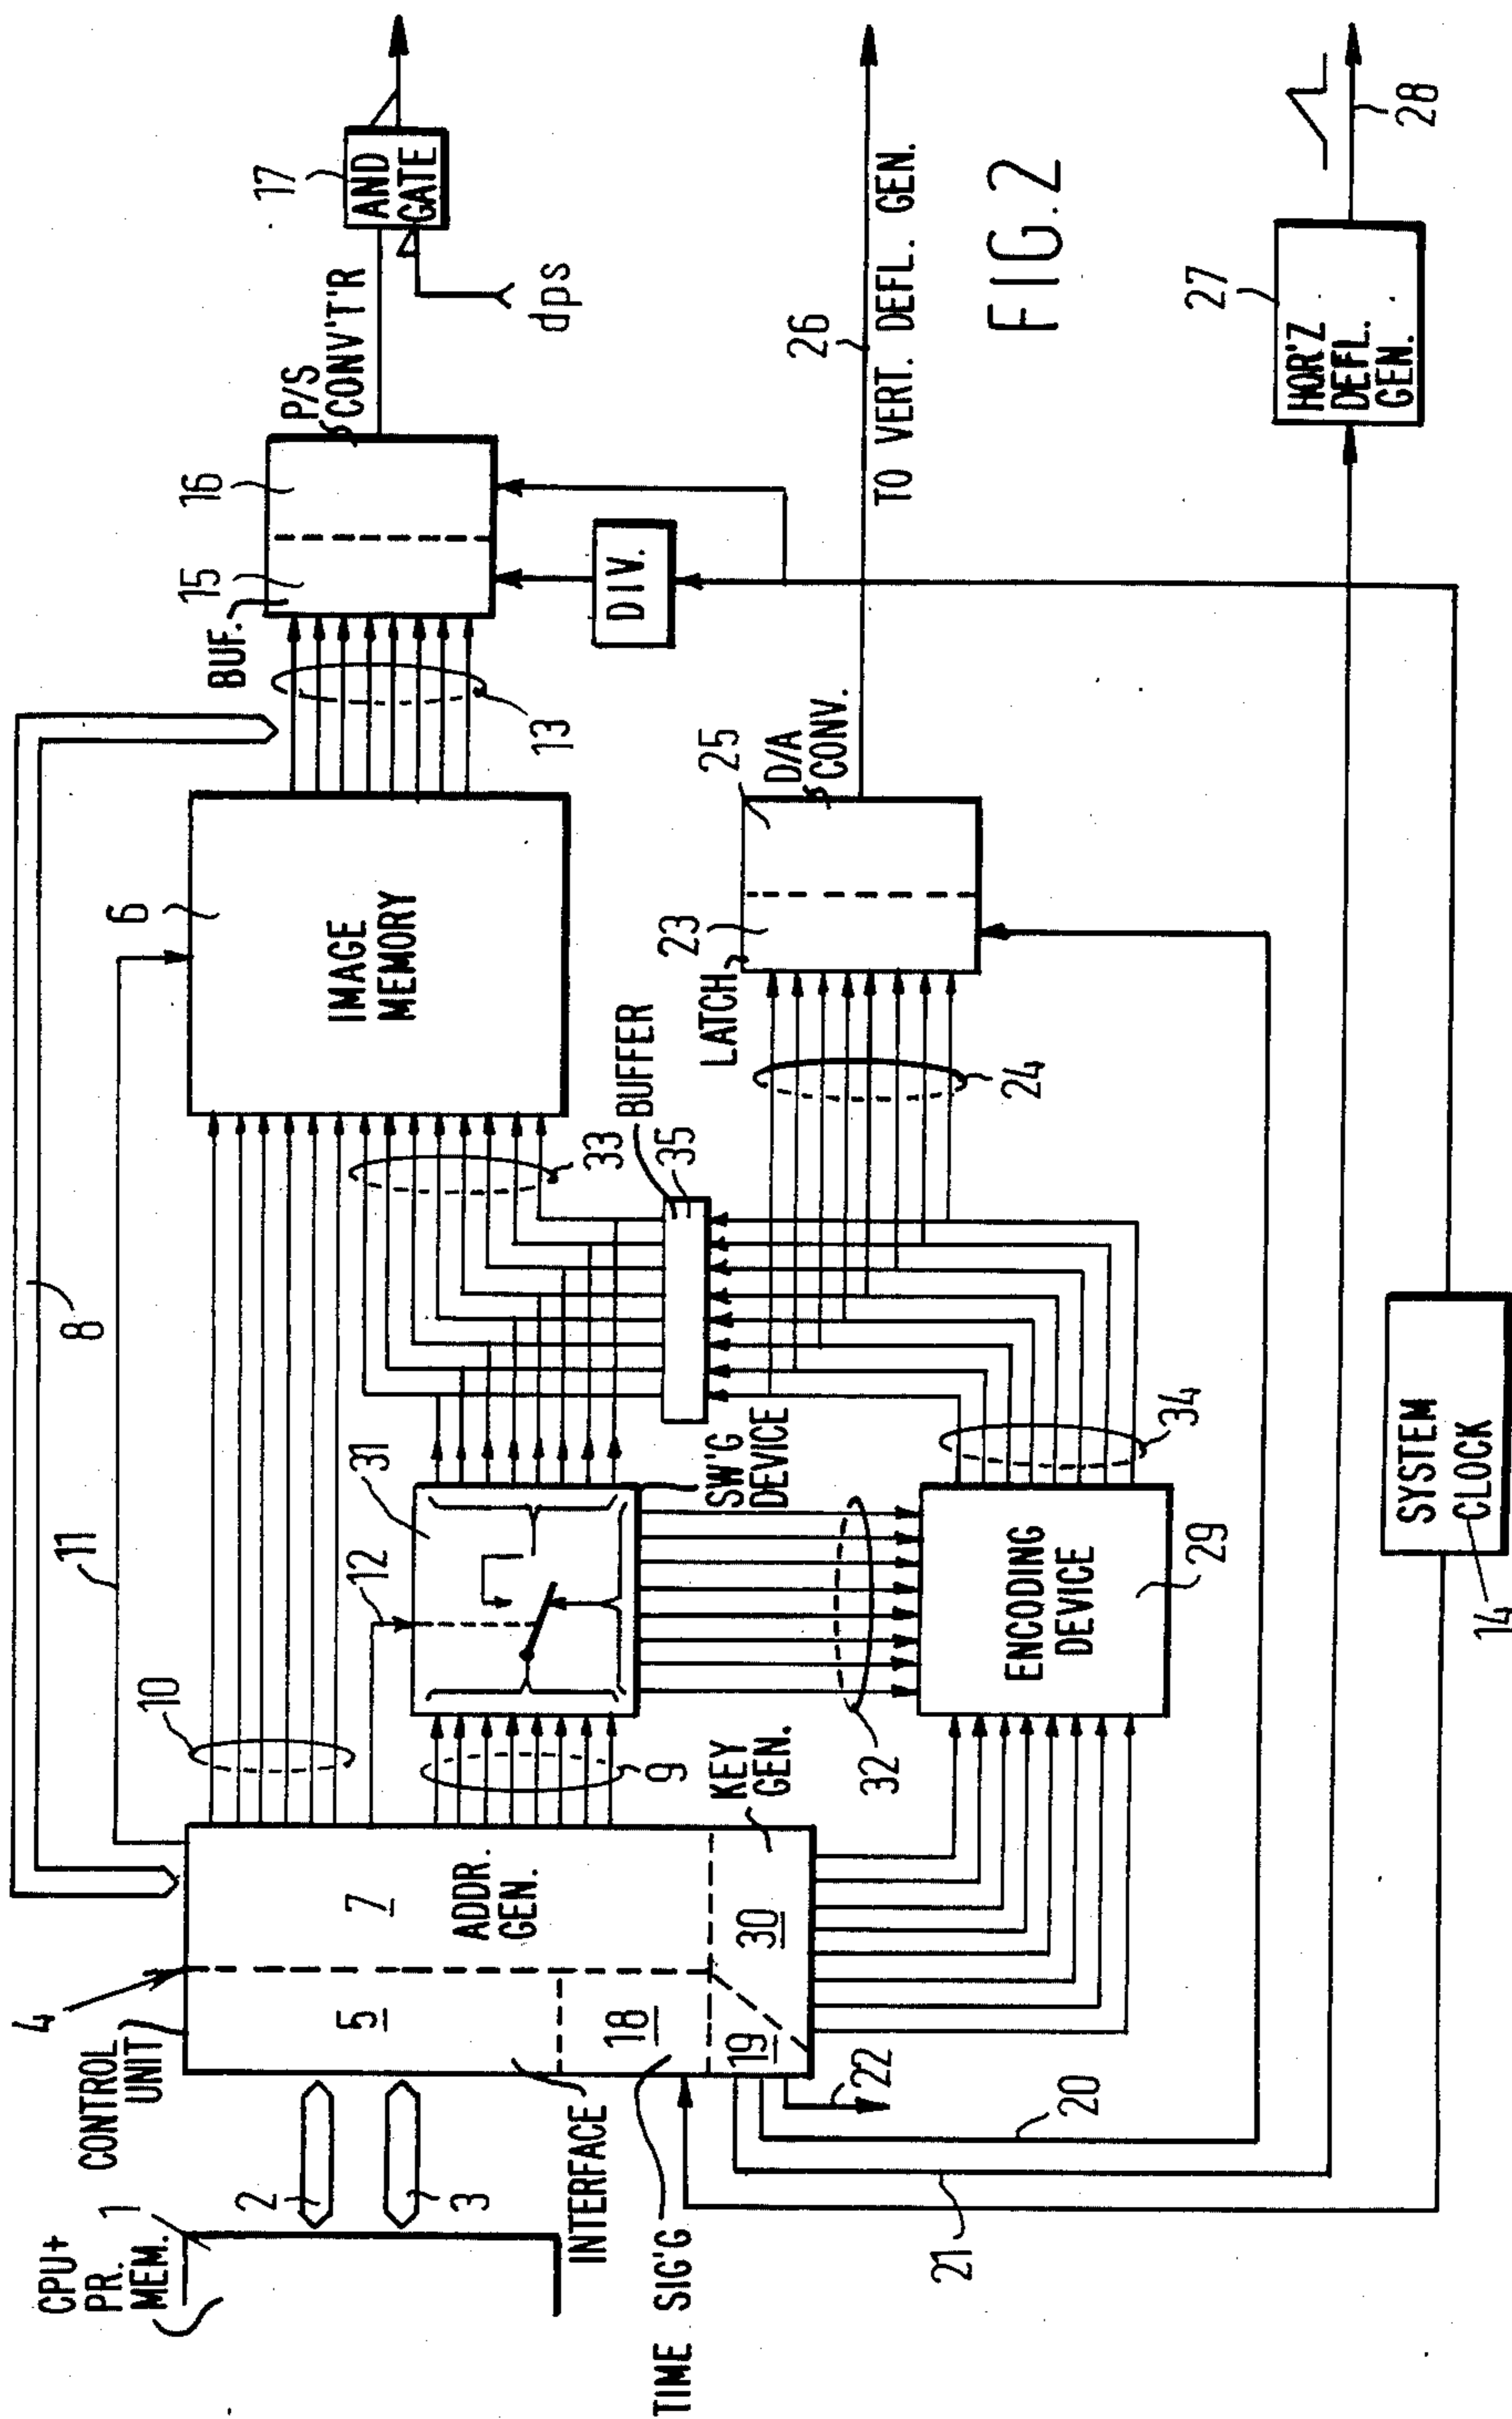 FIG.2
CPU+
PR.
MEM.
1
2
3
CONTROL
UNIT
4
5
7
ADDR.
GEN.
18
19
30
KEY
GEN.
INTERFACE
TIME SIG'G
22
20
21
8
11
10
9
12
31
SW'G
DEVICE
32
ENCODING
DEVICE
29
34
33
BUFFER
35
6
IMAGE
MEMORY
13
BUF.
15
16
P/S
CONV'T'R
17
AND
GATE
dps
DIV.
LATCH
23
24
25
D/A
CONV.
26
TO VERT. DEFL. GEN.
27
HOR'Z
DEFL.
GEN.
28
SYSTEM
CLOCK
14